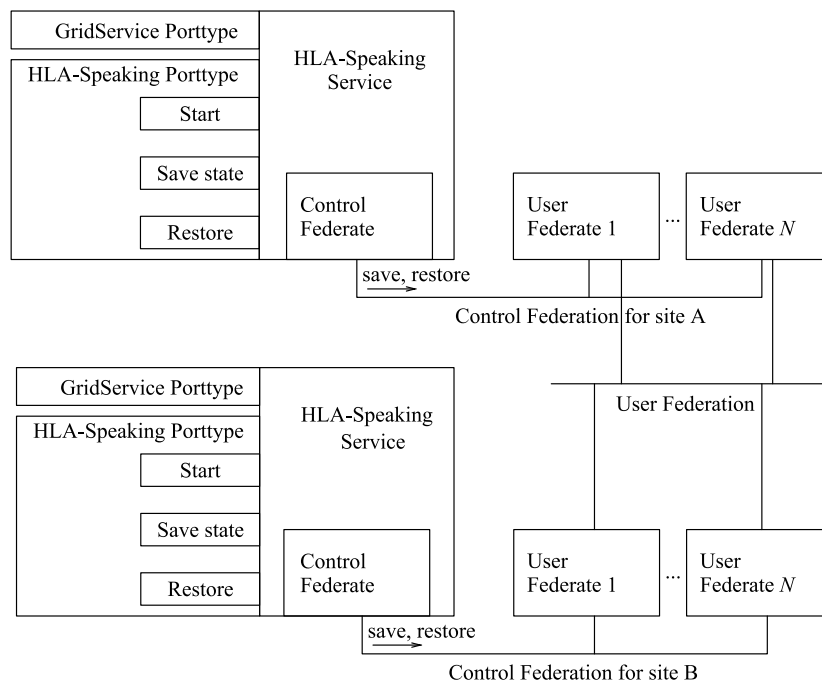 GridService Porttype
HLA-Speaking Porttype
Start
Save state
Restore
HLA-Speaking
Service
Control
Federate
User
Federate 1
...
User
Federate N
save, restore
Control Federation for site A
User Federation
GridService Porttype
HLA-Speaking Porttype
Start
Save state
Restore
HLA-Speaking
Service
Control
Federate
User
Federate 1
...
User
Federate N
save, restore
Control Federation for site B